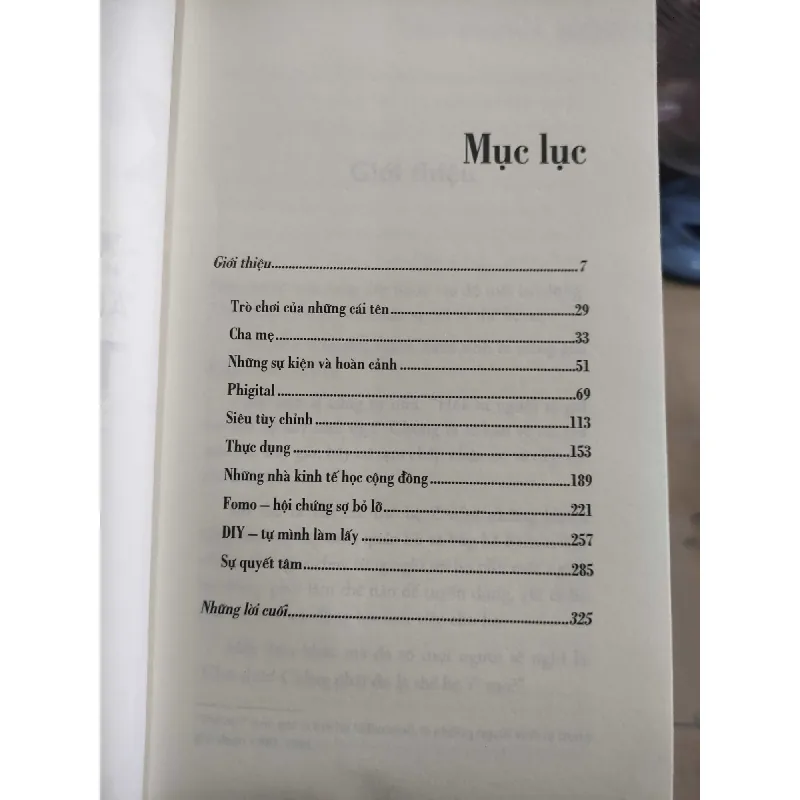 Mục lục
Giới thiệu........7
Trò chơi của những cái tên........29
Cha mẹ........33
Những sự kiện và hoàn cảnh........51
Phigital........69
Siêu tùy chỉnh........113
Thực dụng........153
Những nhà kinh tế học cộng đồng........189
Fomo – hội chứng sợ bỏ lỡ........221
DIY – tự mình làm lấy........257
Sự quyết tâm........285
Những lời cuối........325